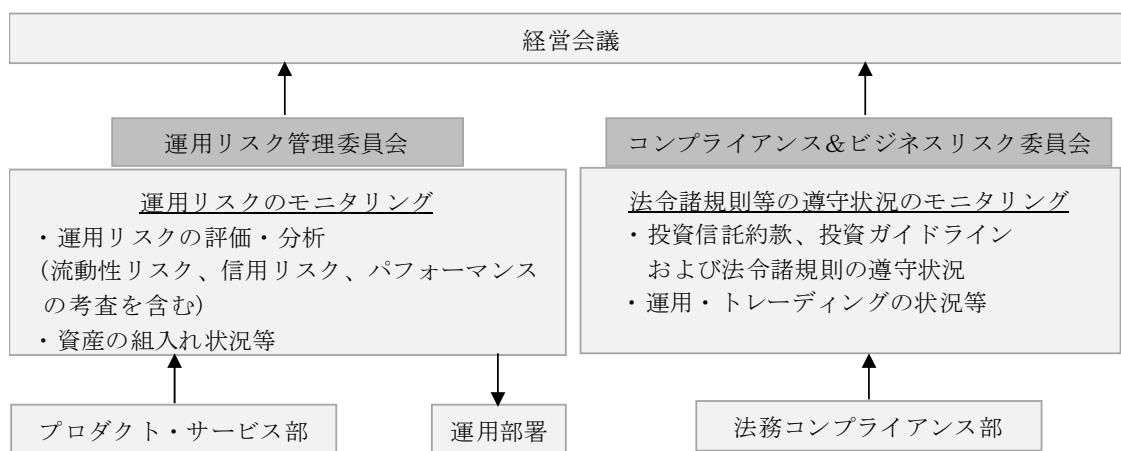 経営会議
運用リスク管理委員会
運用リスクのモニタリング
・運用リスクの評価・分析
(流動性リスク、信用リスク、パフォーマンス
の考査を含む)
・資産の組入れ状況等
コンプライアンス&ビジネスリスク委員会
法令諸規則等の遵守状況のモニタリング
・投資信託約款、投資ガイドライン
および法令諸規則の遵守状況
・運用・トレーディングの状況等
プロダクト・サービス部
運用部署
法務コンプライアンス部